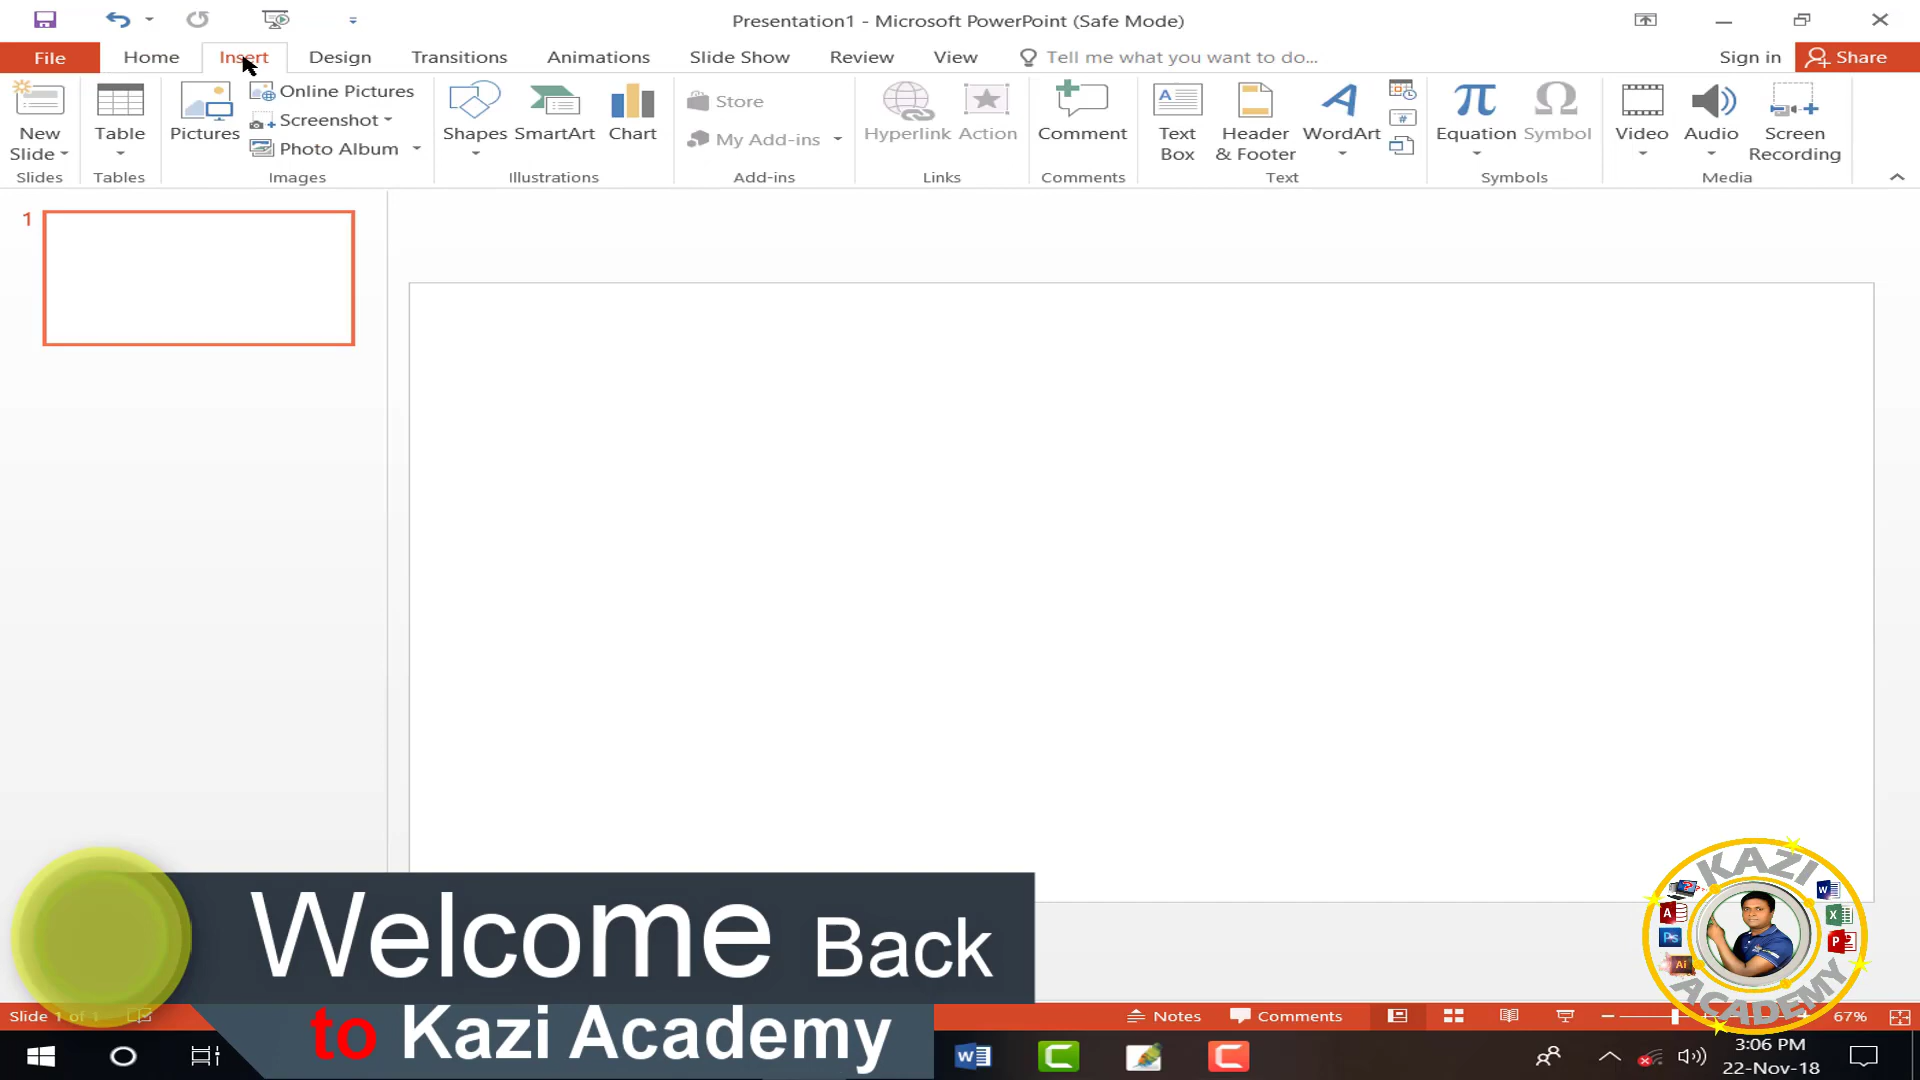 Presentation1 - Microsoft PowerPoint (Safe Mode)
File Home Insert Design Transitions Animations Slide Show Review View Tell me what you want to do... Sign in Share
New Slide
Table
Pictures
Online Pictures
Screenshot
Photo Album
Shapes
SmartArt
Chart
Store
My Add-ins
Hyperlink
Action
Comment
Text Box
Header & Footer
WordArt
Equation
Symbol
Video
Audio
Screen Recording
Slides Tables Images Illustrations Add-ins Links Comments Text Symbols Media
1
Welcome Back
to Kazi Academy
KAZI
ACADEMY
Slide 1 of 1
Notes Comments 67%
3:06 PM
22-Nov-18